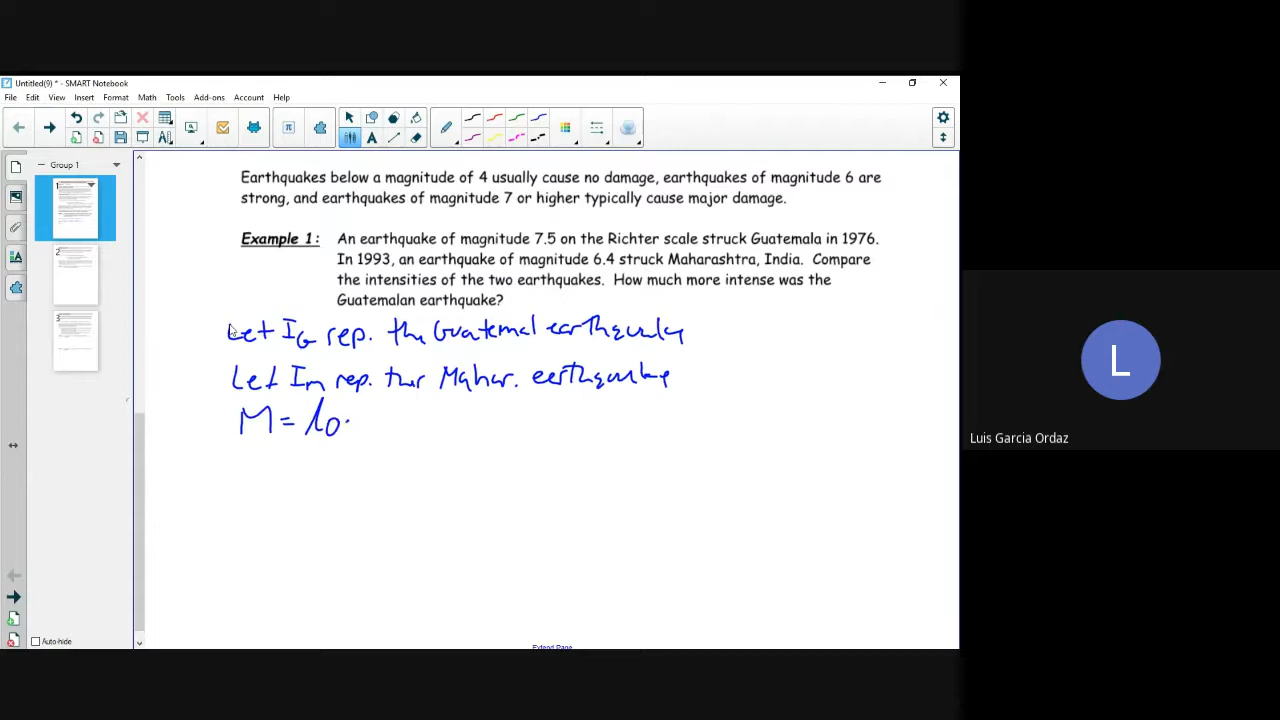 Untitled(9) * - SMART Notebook
File Edit View Insert Format Math Tools Add-ons Account Help
Group 1
Earthquakes below a magnitude of 4 usually cause no damage, earthquakes of magnitude 6 are
strong, and earthquakes of magnitude 7 or higher typically cause major damage.
Example 1: An earthquake of magnitude 7.5 on the Richter scale struck Guatemala in 1976.
In 1993, an earthquake of magnitude 6.4 struck Maharashtra, India. Compare
the intensities of the two earthquakes. How much more intense was the
Guatemalan earthquake?
Let IG rep. the Guatemal
Let Im rep. Mahar.
M = lo
1
2
3
Auto-hide
Extend Page
L
Luis Garcia Ordaz